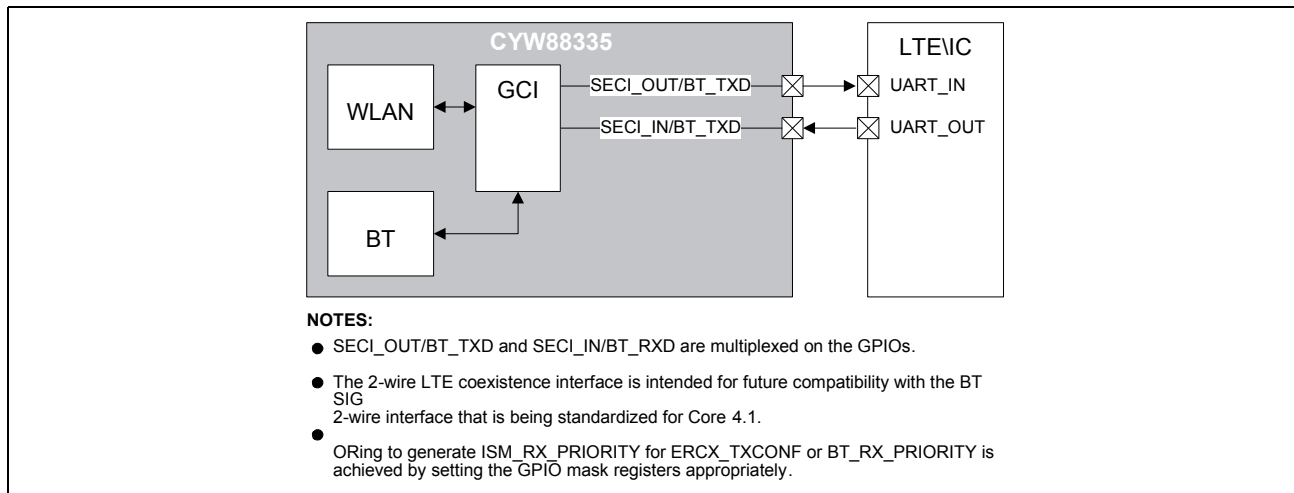 CYW88335
LTE\IC
WLAN
GCI
SECI_OUT/BT_TXD
UART_IN
SECI_IN/BT_TXD
UART_OUT
BT
NOTES:
● SECI_OUT/BT_TXD and SECI_IN/BT_RXD are multiplexed on the GPIOs.
● The 2-wire LTE coexistence interface is intended for future compatibility with the BT
SIG
2-wire interface that is being standardized for Core 4.1.
●
ORing to generate ISM_RX_PRIORITY for ERCX_TXCONF or BT_RX_PRIORITY is
achieved by setting the GPIO mask registers appropriately.